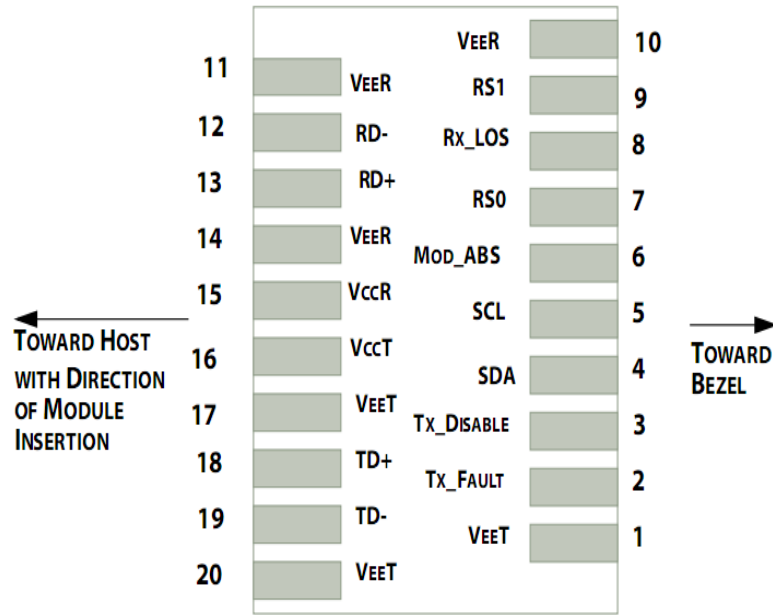 VEER 10
11 VEER
RS1 9
12 RD-
RX_LOS 8
13 RD+
RS0 7
14 VEER
MOD_ABS 6
15 VCCR
SCL 5
TOWARD HOST
WITH DIRECTION
OF MODULE
INSERTION
16 VCCT
SDA 4
TOWARD
BEZEL
17 VEET
TX_DISABLE 3
18 TD+
TX_FAULT 2
19 TD-
VEET 1
20 VEET